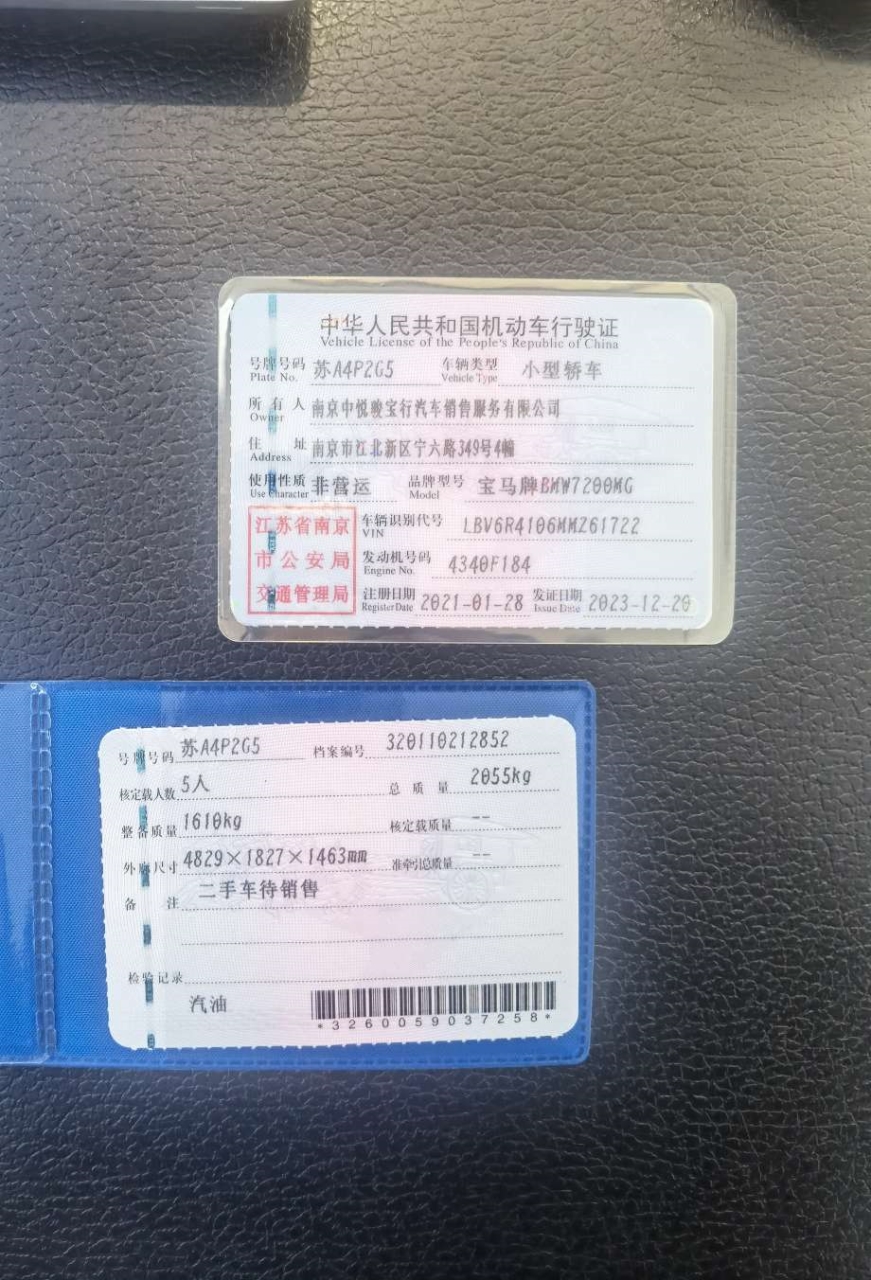 中华人民共和国机动车行驶证
Vehicle License of the People's Republic of China
号牌号码 苏A4P2G5 车辆类型 小型轿车
Plate No. Vehicle Type
所有人 南京中悦骏宝行汽车销售服务有限公司
Owner
住址 南京市江北新区宁六路349号4幢
Address
使用性质 非营运 品牌型号 宝马牌BMW7200MG
Use Character Model
江苏省南京
市公安局
交通管理局
车辆识别代号 LBV6R4106MMZ61722
VIN
发动机号码 4340F184
Engine No.
注册日期 2021-01-28 发证日期 2023-12-20
Register Date Issue Date
号牌号码 苏A4P2G5 档案编号 320110212852
核定载人数 5人 总质量 2055kg
整备质量 1610kg 核定载质量 --
外廓尺寸 4829×1827×1463mm 准牵引总质量 --
备注 二手车待销售
检验记录
汽油
*3260059037258*